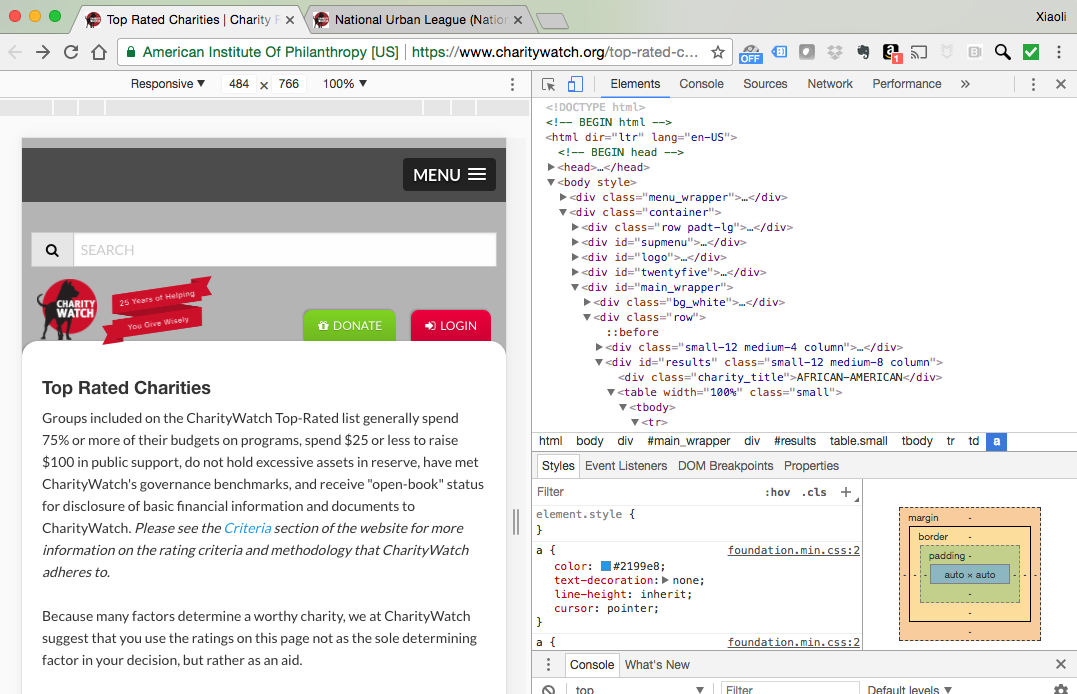 Top Rated Charities | Charity R
National Urban League (Natio
Xiaoli
American Institute Of Philanthropy [US] | https://www.charitywatch.org/top-rated-c...
OFF
1
Responsive ▼ 484 x 766 100% ▼
Elements Console Sources Network Performance »
MENU
SEARCH
CHARITY
WATCH
25 Years of Helping
You Give Wisely
DONATE
LOGIN
Top Rated Charities
Groups included on the CharityWatch Top-Rated list generally spend
75% or more of their budgets on programs, spend $25 or less to raise
$100 in public support, do not hold excessive assets in reserve, have met
CharityWatch's governance benchmarks, and receive "open-book" status
for disclosure of basic financial information and documents to
CharityWatch. Please see the Criteria section of the website for more
information on the rating criteria and methodology that CharityWatch
adheres to.
Because many factors determine a worthy charity, we at CharityWatch
suggest that you use the ratings on this page not as the sole determining
factor in your decision, but rather as an aid.
<!DOCTYPE html>
<!-- BEGIN html -->
<html dir="ltr" lang="en-US">
<!-- BEGIN head -->
▶<head>…</head>
▼<body style>
▶<div class="menu_wrapper">…</div>
▼<div class="container">
▶<div class="row padt-lg">…</div>
▶<div id="supmenu">…</div>
▶<div id="logo">…</div>
▶<div id="twentyfive">…</div>
▼<div id="main_wrapper">
▶<div class="bg_white">…</div>
▼<div class="row">
::before
▶<div class="small-12 medium-4 column">…</div>
▼<div id="results" class="small-12 medium-8 column">
<div class="charity_title">AFRICAN-AMERICAN</div>
▼<table width="100%" class="small">
▼<tbody>
▼<tr>
html body div #main_wrapper div #results table.small tbody tr td a
Styles Event Listeners DOM Breakpoints Properties
Filter :hov .cls +
element.style {
}
a { foundation.min.css:2
color: #2199e8;
text-decoration:▶ none;
line-height: inherit;
cursor: pointer;
}
a { foundation.min.css:2
margin -
border -
padding -
- - - auto × auto - - -
-
-
-
Console What's New
top ▼ Filter Default levels ▼